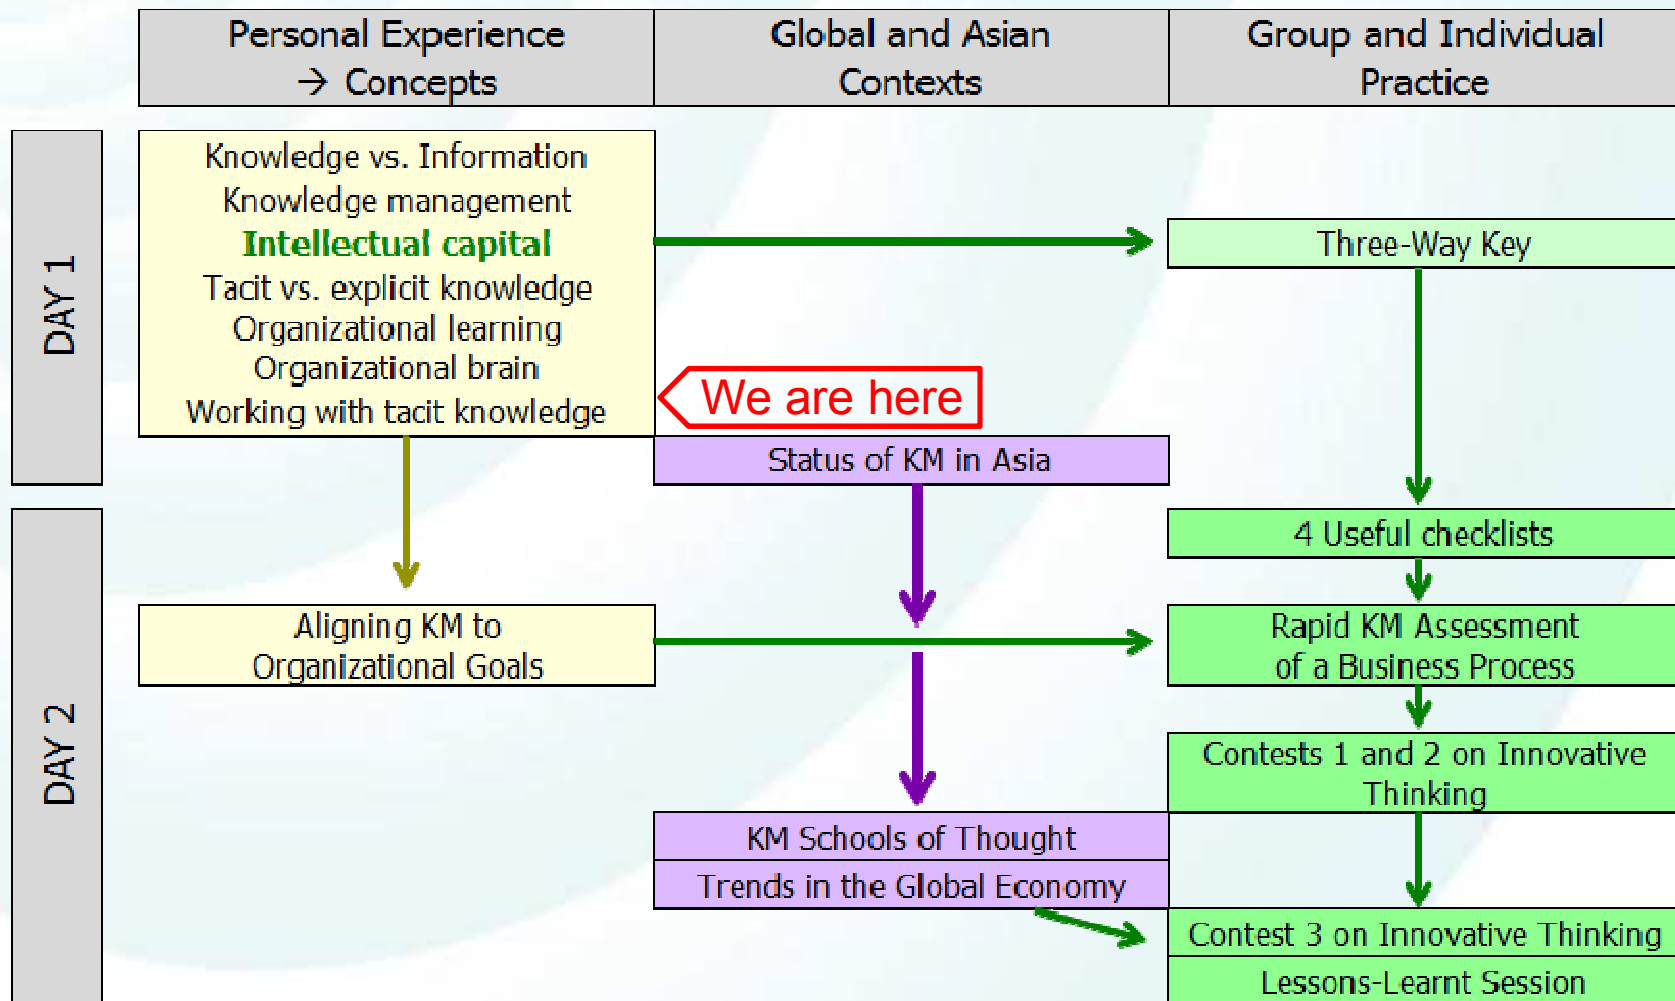 Personal Experience
→ Concepts
Global and Asian
Contexts
Group and Individual
Practice
DAY 1
Knowledge vs. Information
Knowledge management
Intellectual capital
Tacit vs. explicit knowledge
Organizational learning
Organizational brain
Working with tacit knowledge
We are here
Status of KM in Asia
Three-Way Key
DAY 2
4 Useful checklists
Aligning KM to
Organizational Goals
Rapid KM Assessment
of a Business Process
Contests 1 and 2 on Innovative
Thinking
KM Schools of Thought
Trends in the Global Economy
Contest 3 on Innovative Thinking
Lessons-Learnt Session